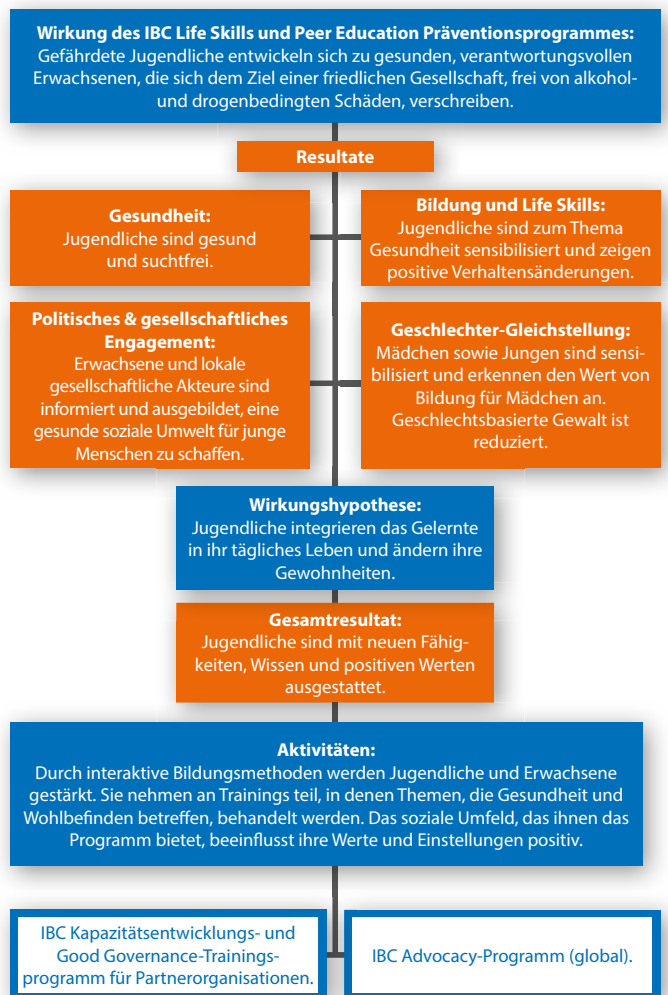 Wirkung des IBC Life Skills und Peer Education Präventionsprogrammes:
Gefährdete Jugendliche entwickeln sich zu gesunden, verantwortungsvollen
Erwachsenen, die sich dem Ziel einer friedlichen Gesellschaft, frei von alkohol-
und drogenbedingten Schäden, verschreiben.
Resultate
Gesundheit:
Jugendliche sind gesund
und suchtfrei.
Bildung und Life Skills:
Jugendliche sind zum Thema
Gesundheit sensibilisiert und zeigen
positive Verhaltensänderungen.
Politisches & gesellschaftliches
Engagement:
Erwachsene und lokale
gesellschaftliche Akteure sind
informiert und ausgebildet, eine
gesunde soziale Umwelt für junge
Menschen zu schaffen.
Geschlechter-Gleichstellung:
Mädchen sowie Jungen sind sensi-
bilisiert und erkennen den Wert von
Bildung für Mädchen an.
Geschlechtsbasierte Gewalt ist
reduziert.
Wirkungshypothese:
Jugendliche integrieren das Gelernte
in ihr tägliches Leben und ändern ihre
Gewohnheiten.
Gesamtresultat:
Jugendliche sind mit neuen Fähig-
keiten, Wissen und positiven Werten
ausgestattet.
Aktivitäten:
Durch interaktive Bildungsmethoden werden Jugendliche und Erwachsene
gestärkt. Sie nehmen an Trainings teil, in denen Themen, die Gesundheit und
Wohlbefinden betreffen, behandelt werden. Das soziale Umfeld, das ihnen das
Programm bietet, beeinflusst ihre Werte und Einstellungen positiv.
IBC Kapazitätsentwicklungs- und
Good Governance-Trainings-
programm für Partnerorganisationen.
IBC Advocacy-Programm (global).